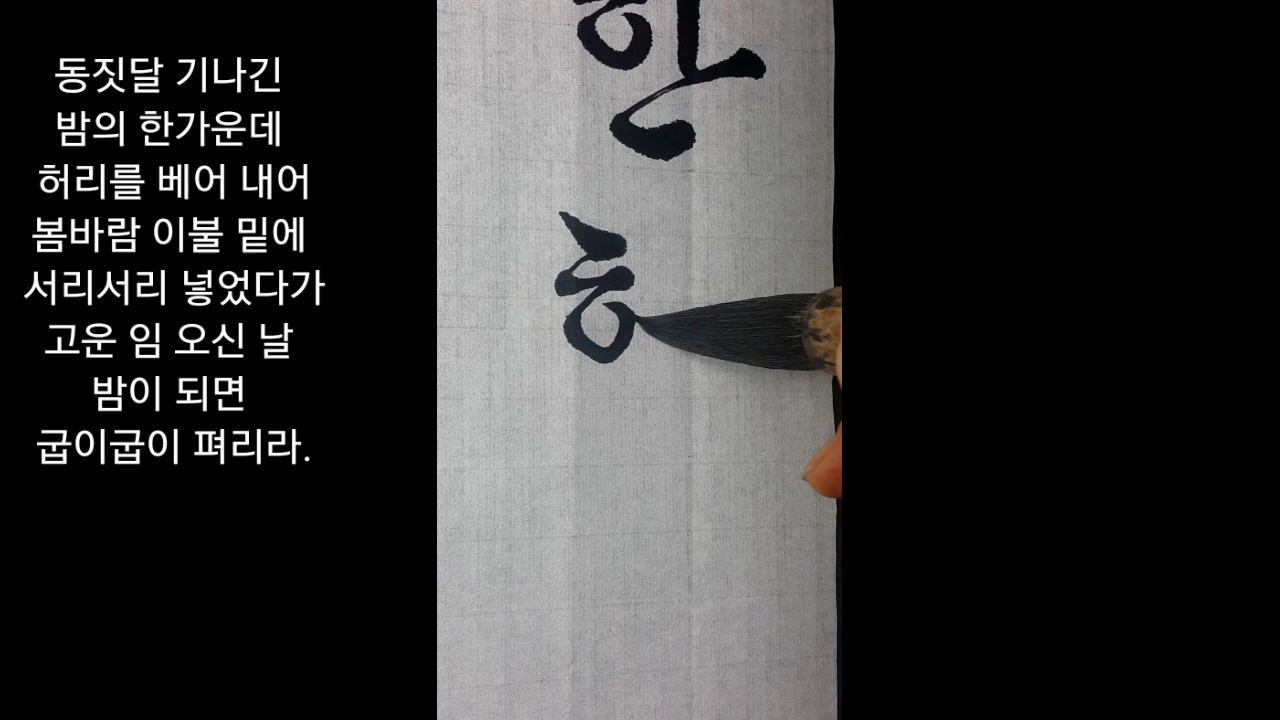 동짓달 기나긴
밤의 한가운데
허리를 베어 내어
봄바람 이불 밑에
서리서리 넣었다가
고운 임 오신 날
밤이 되면
굽이굽이 펴리라.
한
ㅎ